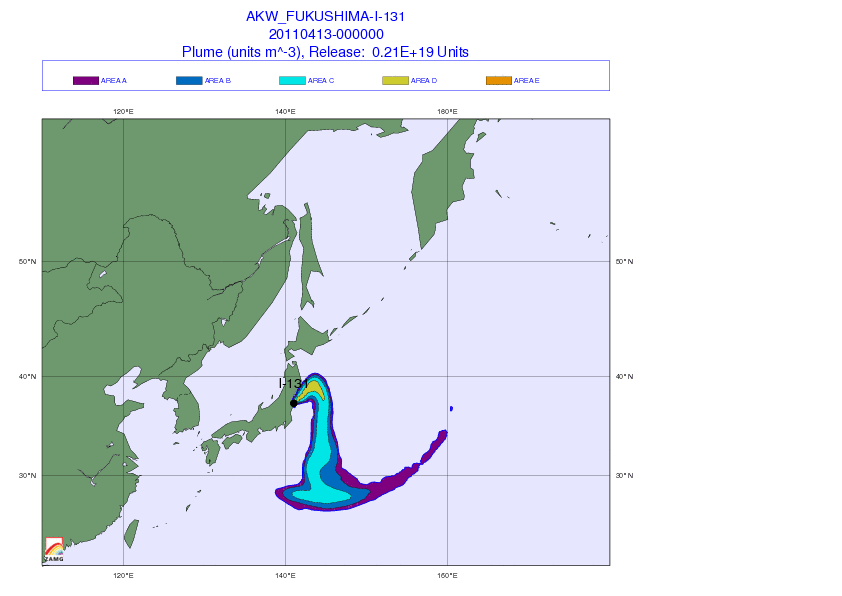 AKW_FUKUSHIMA-I-131
20110413-000000
Plume (units m^-3), Release: 0.21E+19 Units
AREA A AREA B AREA C AREA D AREA E
120°E 140°E 160°E
50°N 50°N
40°N 40°N
I-131
30°N 30°N
ZAMG
120°E 140°E 160°E